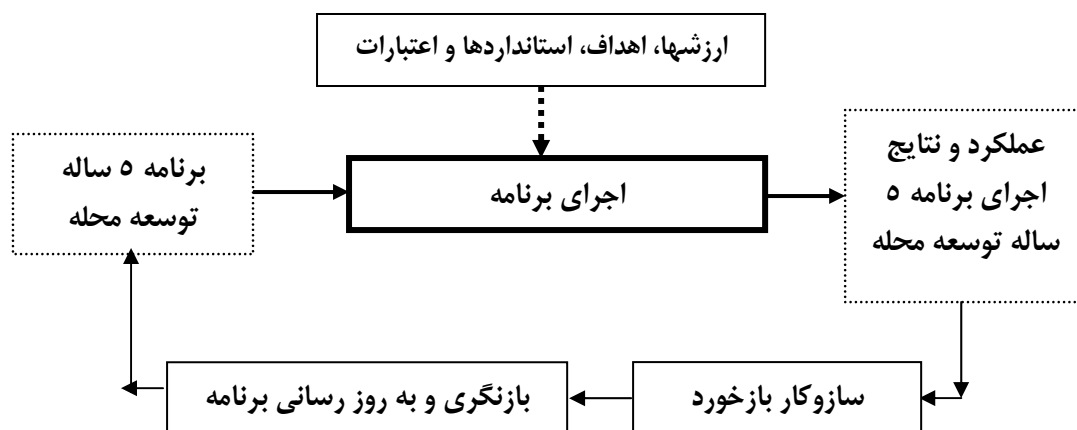 ارزشها، اهداف، استانداردها و اعتبارات
برنامه ۵ ساله
توسعه محله
اجرای برنامه
عملکرد و نتایج
اجرای برنامه ۵
ساله توسعه محله
سازوکار بازخورد
بازنگری و به روز رسانی برنامه